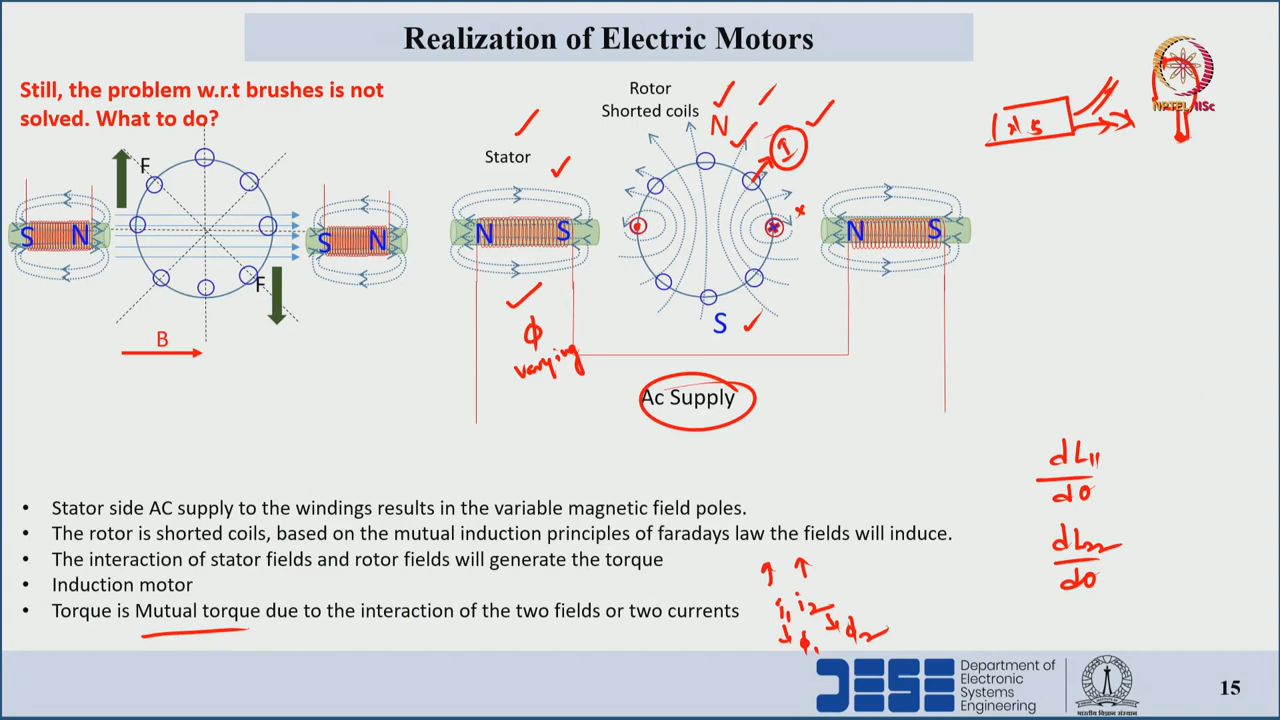 Realization of Electric Motors
Still, the problem w.r.t brushes is not
solved. What to do?
NPTEL IISc
Rotor
Shorted coils
Stator
F
S N
S N
F
B
N
I
N S
S
N S
ɸ
varying
Ac Supply
dL11
dθ
dL22
dθ
• Stator side AC supply to the windings results in the variable magnetic field poles.
• The rotor is shorted coils, based on the mutual induction principles of faradays law the fields will induce.
• The interaction of stator fields and rotor fields will generate the torque
• Induction motor
• Torque is Mutual torque due to the interaction of the two fields or two currents
i1 i2
DESE
Department of
Electronic
Systems
Engineering
भारतीय विज्ञान संस्थान
15